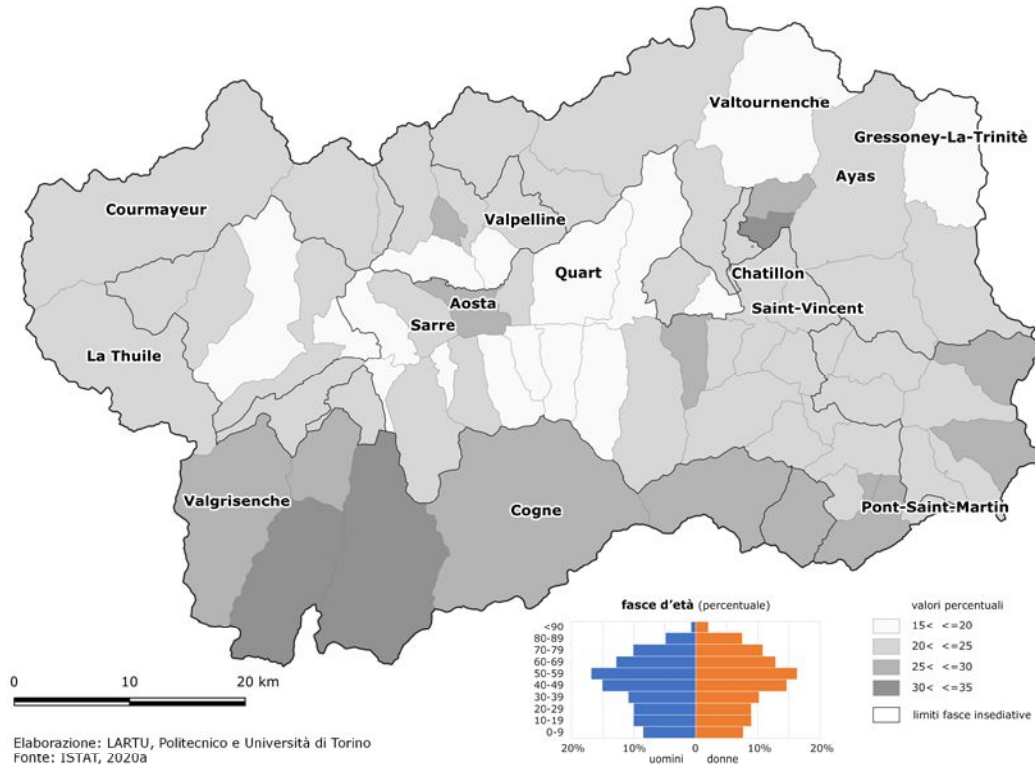 Valtournenche
Gressoney-La-Trinitè
Ayas
Courmayeur
Valpelline
Quart
Chatillon
Aosta
Saint-Vincent
Sarre
La Thuile
Valgrisenche
Cogne
Pont-Saint-Martin
0 10 20 km
Elaborazione: LARTU, Politecnico e Università di Torino
Fonte: ISTAT, 2020a
fasce d'età (percentuale)
<90
80-89
70-79
60-69
50-59
40-49
30-39
20-29
10-19
0-9
20% 10% 0 10% 20%
uomini donne
valori percentuali
15< <=20
20< <=25
25< <=30
30< <=35
limiti fasce insediative